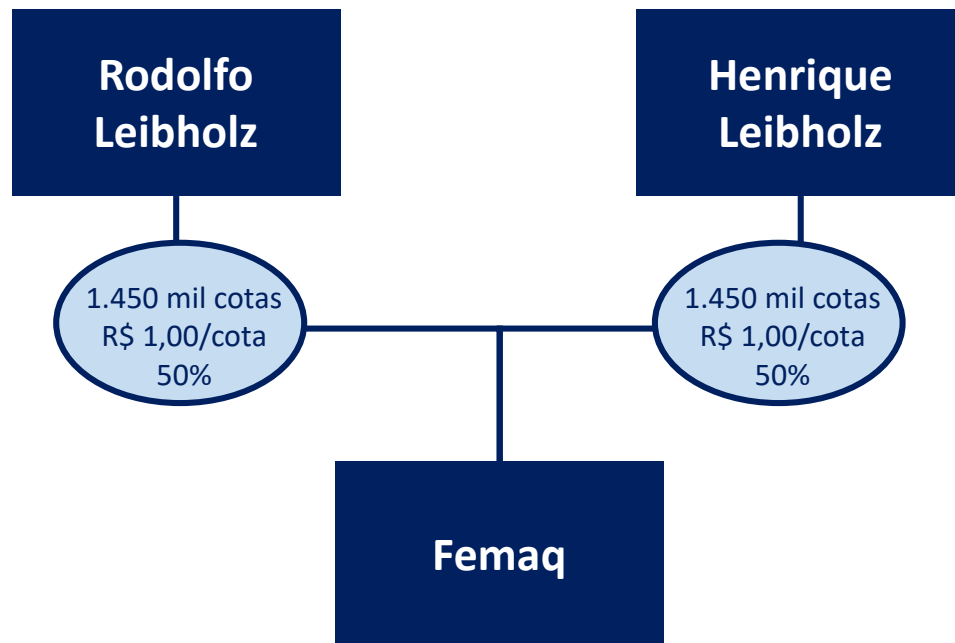 Rodolfo
Leibholz
Henrique
Leibholz
1.450 mil cotas
R$ 1,00/cota
50%
1.450 mil cotas
R$ 1,00/cota
50%
Femaq